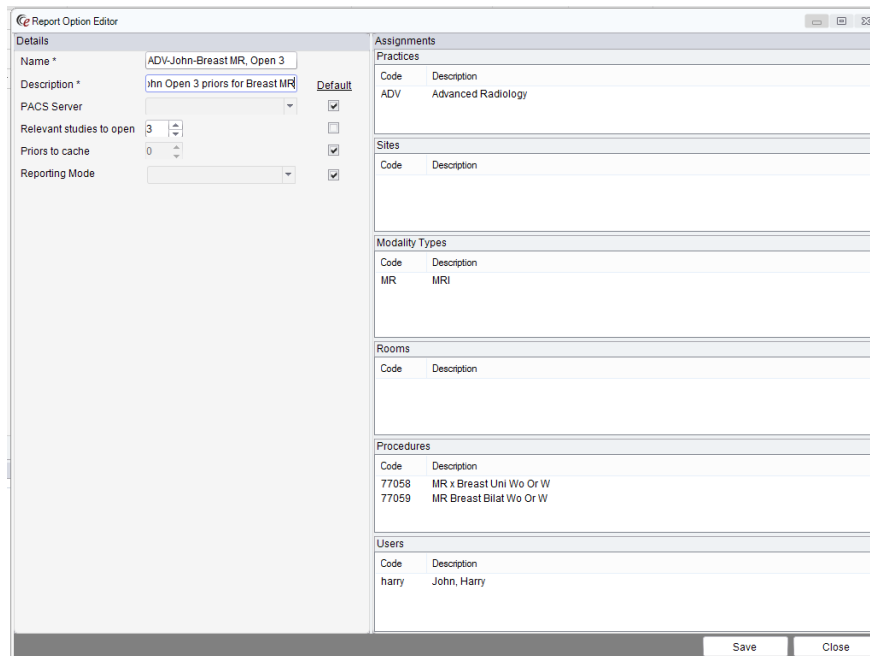 Report Option Editor
Details
Name *
ADV-John-Breast MR, Open 3
Description *
hn Open 3 priors for Breast MR
Default
PACS Server
Relevant studies to open
3
Priors to cache
0
Reporting Mode
Assignments
Practices
Code Description
ADV Advanced Radiology
Sites
Code Description
Modality Types
Code Description
MR MRI
Rooms
Code Description
Procedures
Code Description
77058 MR x Breast Uni Wo Or W
77059 MR Breast Bilat Wo Or W
Users
Code Description
harry John, Harry
Save Close